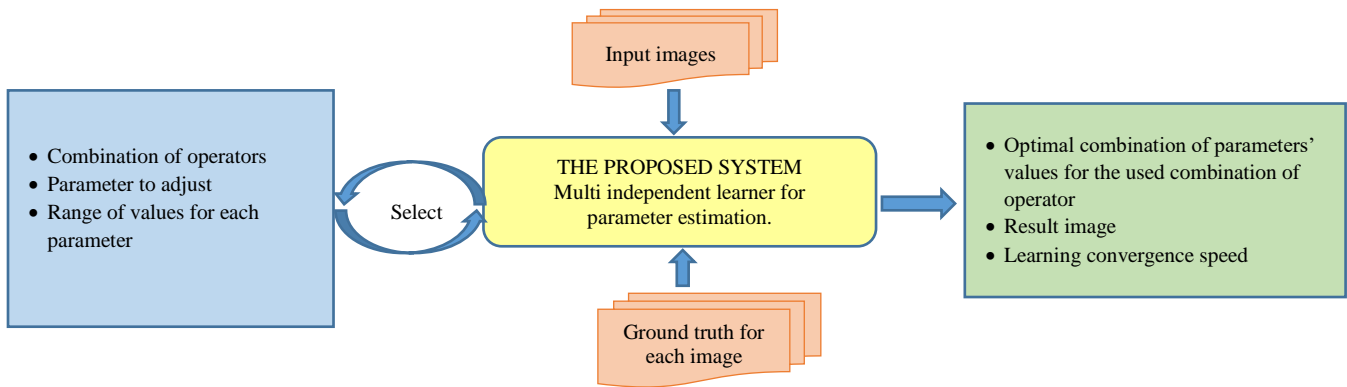 Input images
• Combination of operators
• Parameter to adjust
• Range of values for each
parameter
Select
THE PROPOSED SYSTEM
Multi independent learner for
parameter estimation.
• Optimal combination of parameters’
values for the used combination of
operator
• Result image
• Learning convergence speed
Ground truth for
each image